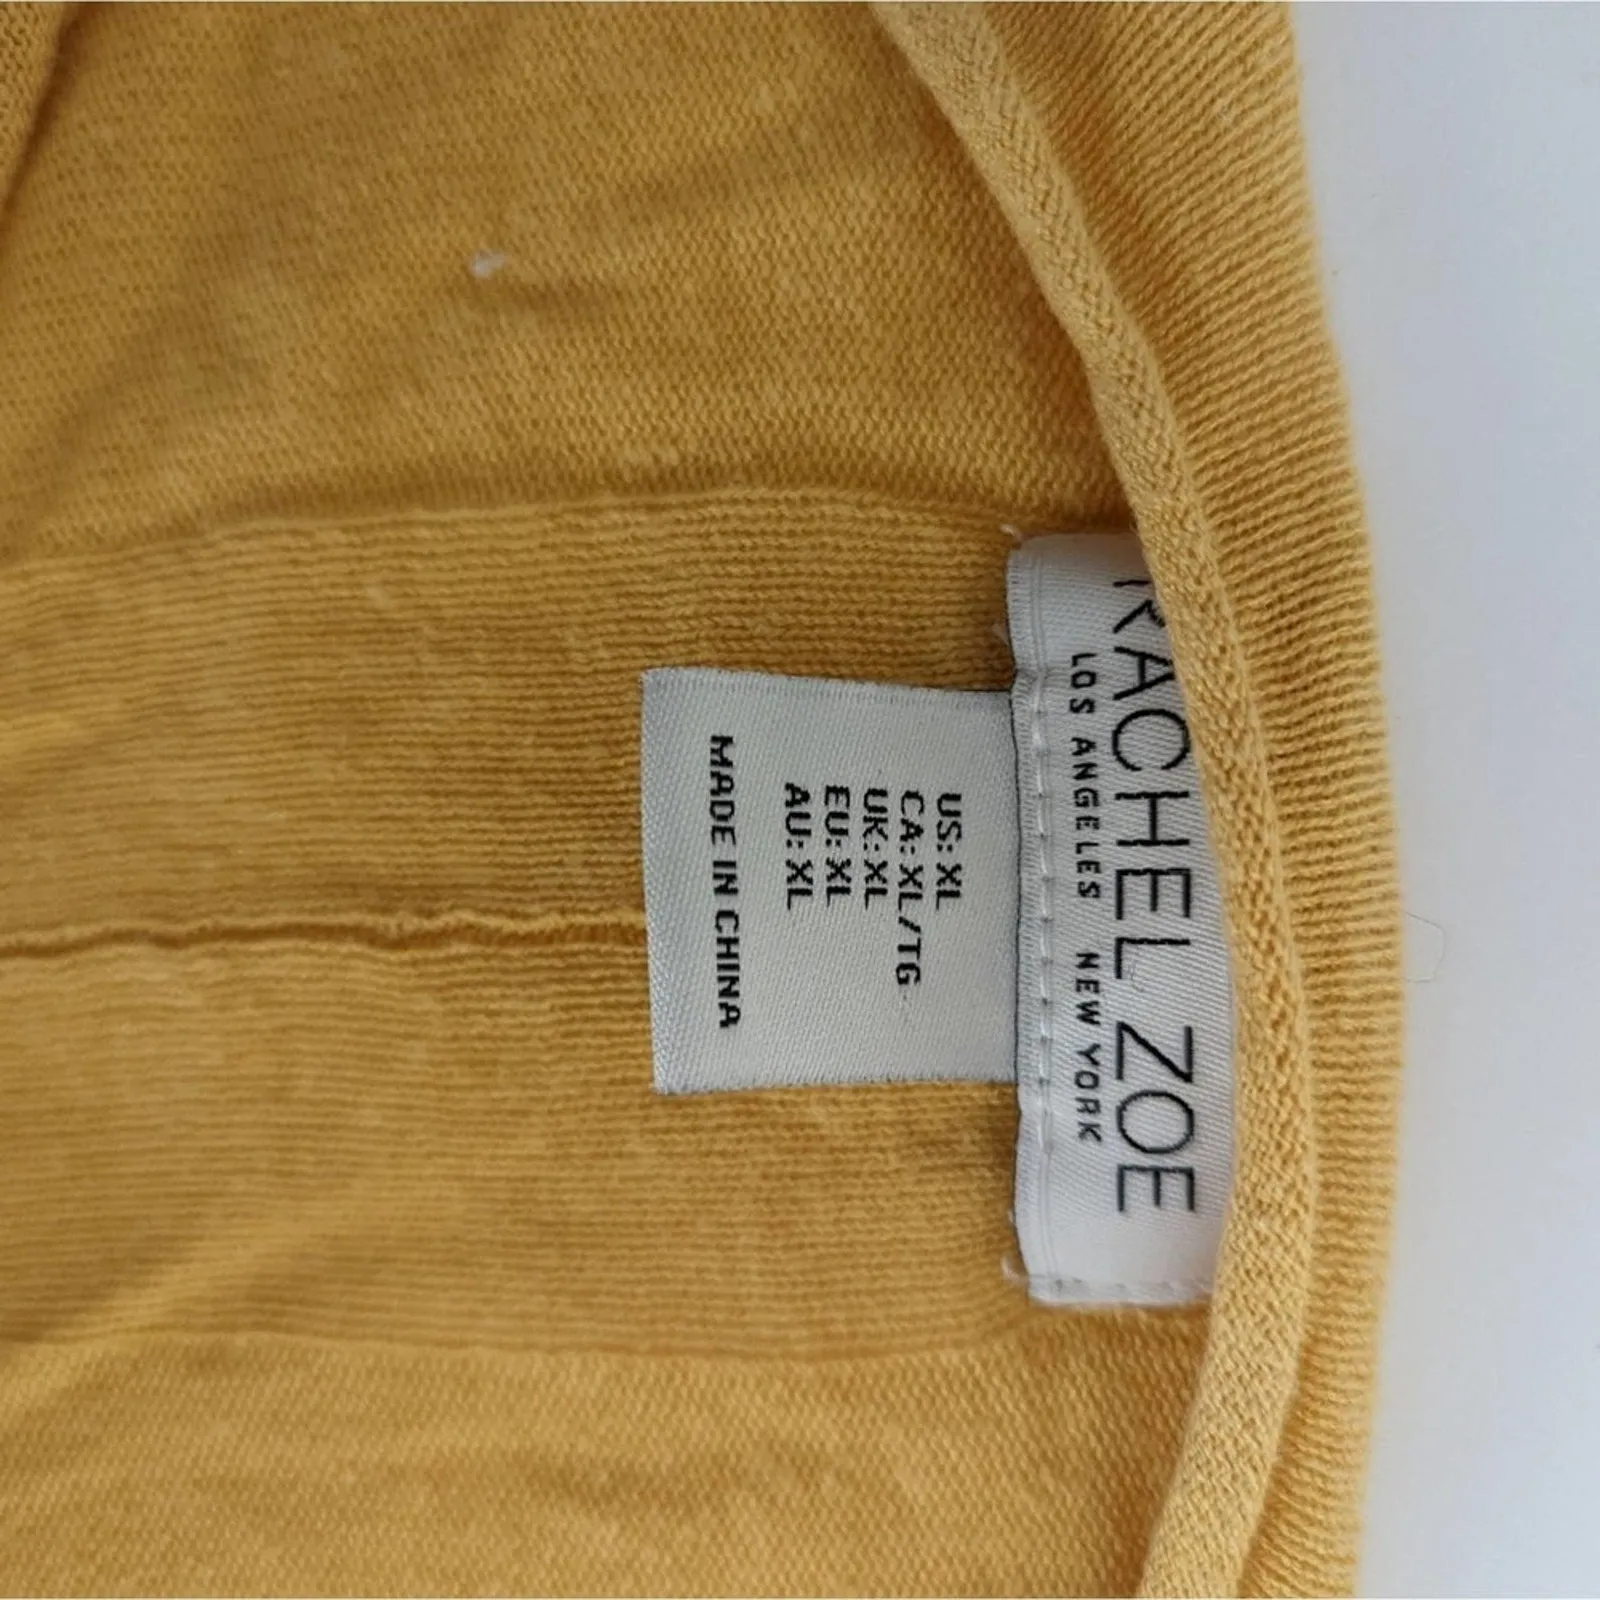 RACHEL ZOE
LOS ANGELES NEW YORK
US: XL
CA: XL/TG
UK: XL
EU: XL
AU: XL
MADE IN CHINA